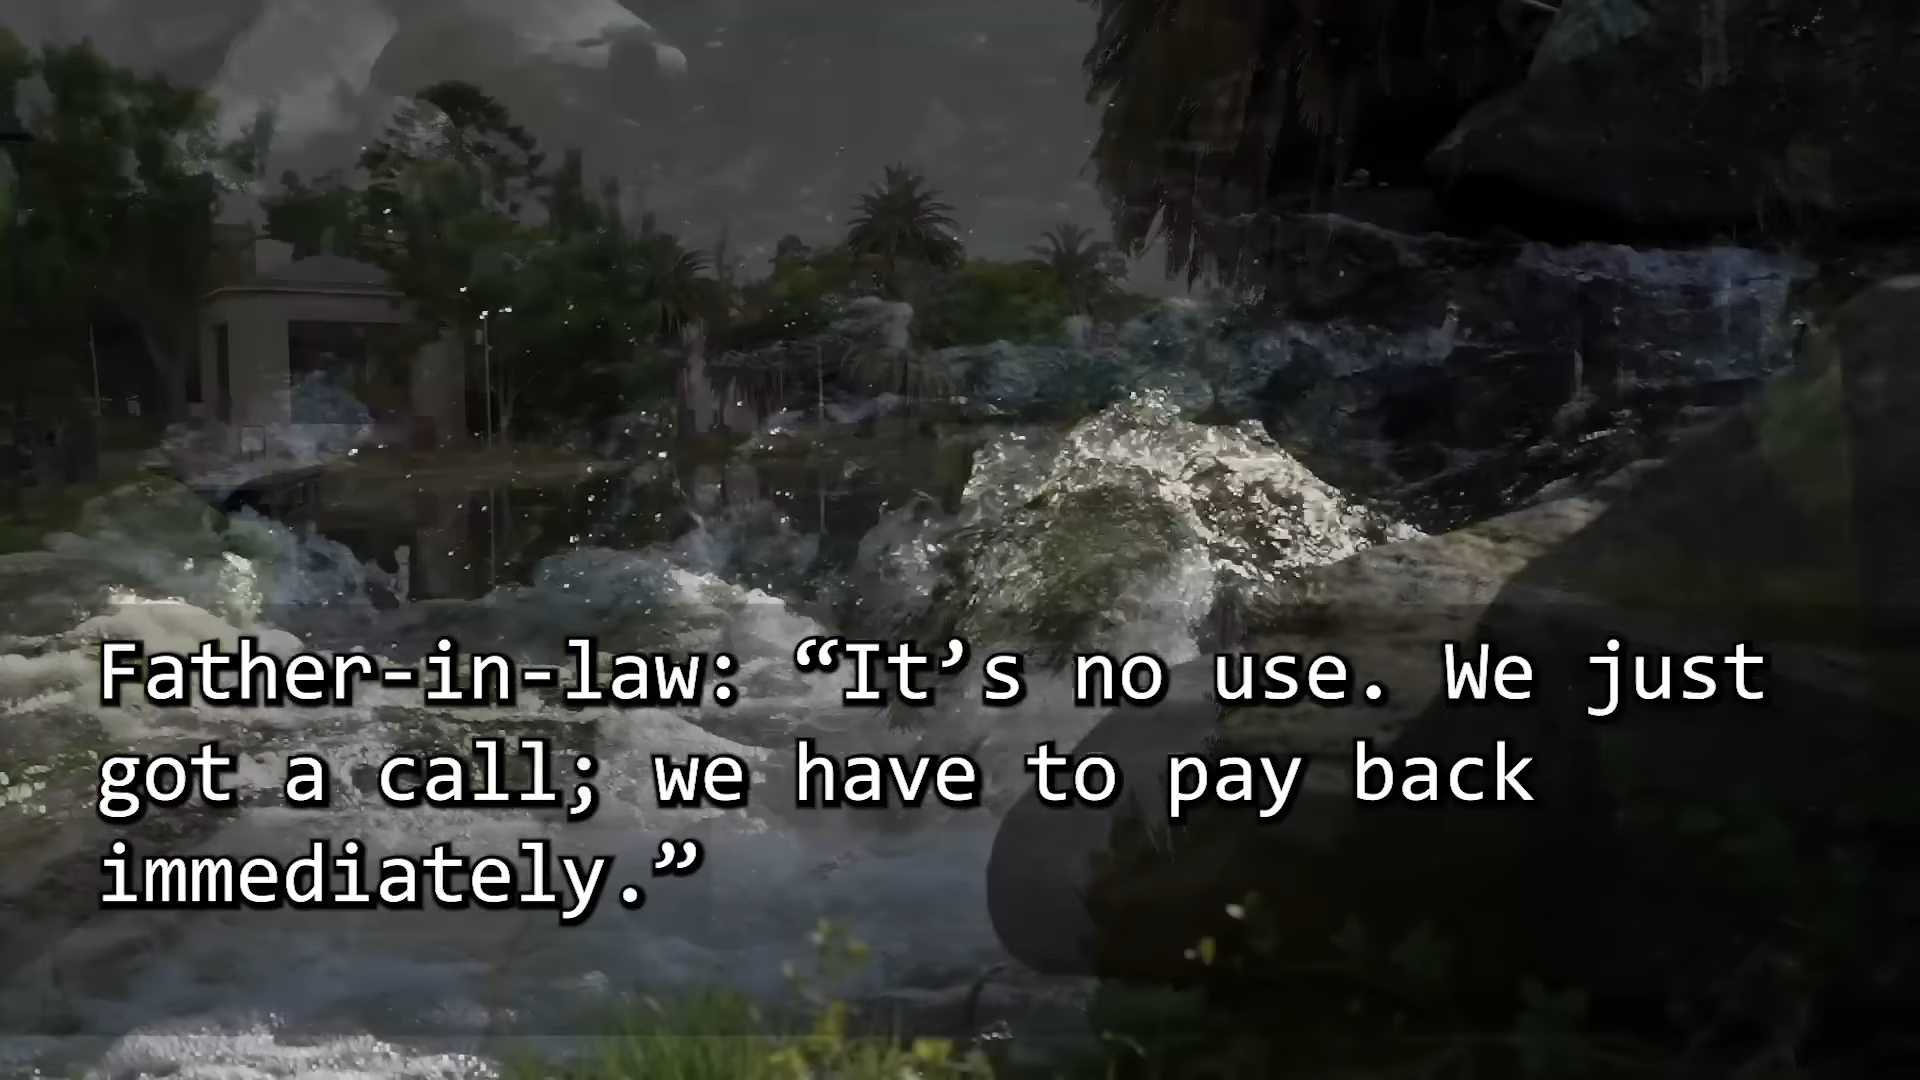 Father-in-law: “It’s no use. We just
got a call; we have to pay back
immediately.”